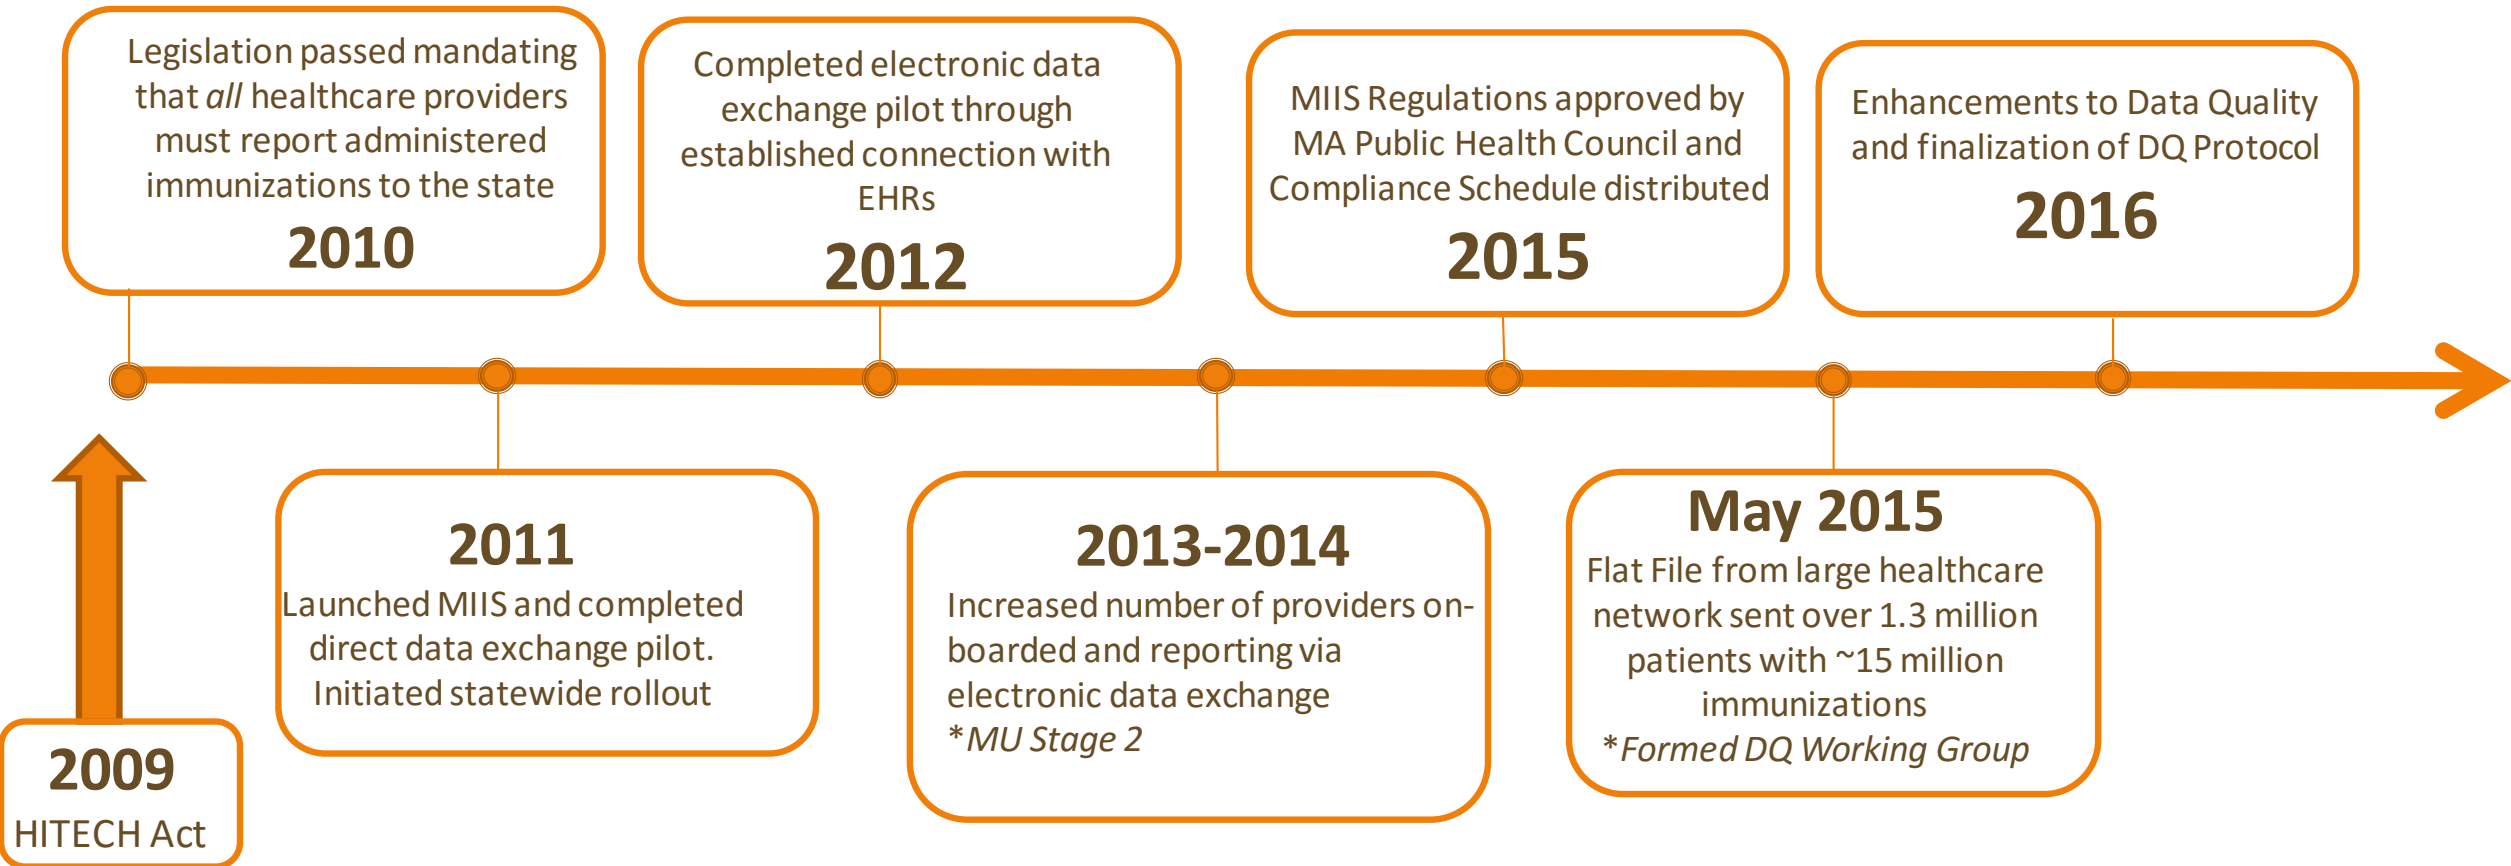 Legislation passed mandating
that all healthcare providers
must report administered
immunizations to the state
2010
Completed electronic data
exchange pilot through
established connection with
EHRs
2012
MIIS Regulations approved by
MA Public Health Council and
Compliance Schedule distributed
2015
Enhancements to Data Quality
and finalization of DQ Protocol
2016
2009
HITECH Act
2011
Launched MIIS and completed
direct data exchange pilot.
Initiated statewide rollout
2013-2014
Increased number of providers on-
boarded and reporting via
electronic data exchange
*MU Stage 2
May 2015
Flat File from large healthcare
network sent over 1.3 million
patients with ~15 million
immunizations
*Formed DQ Working Group